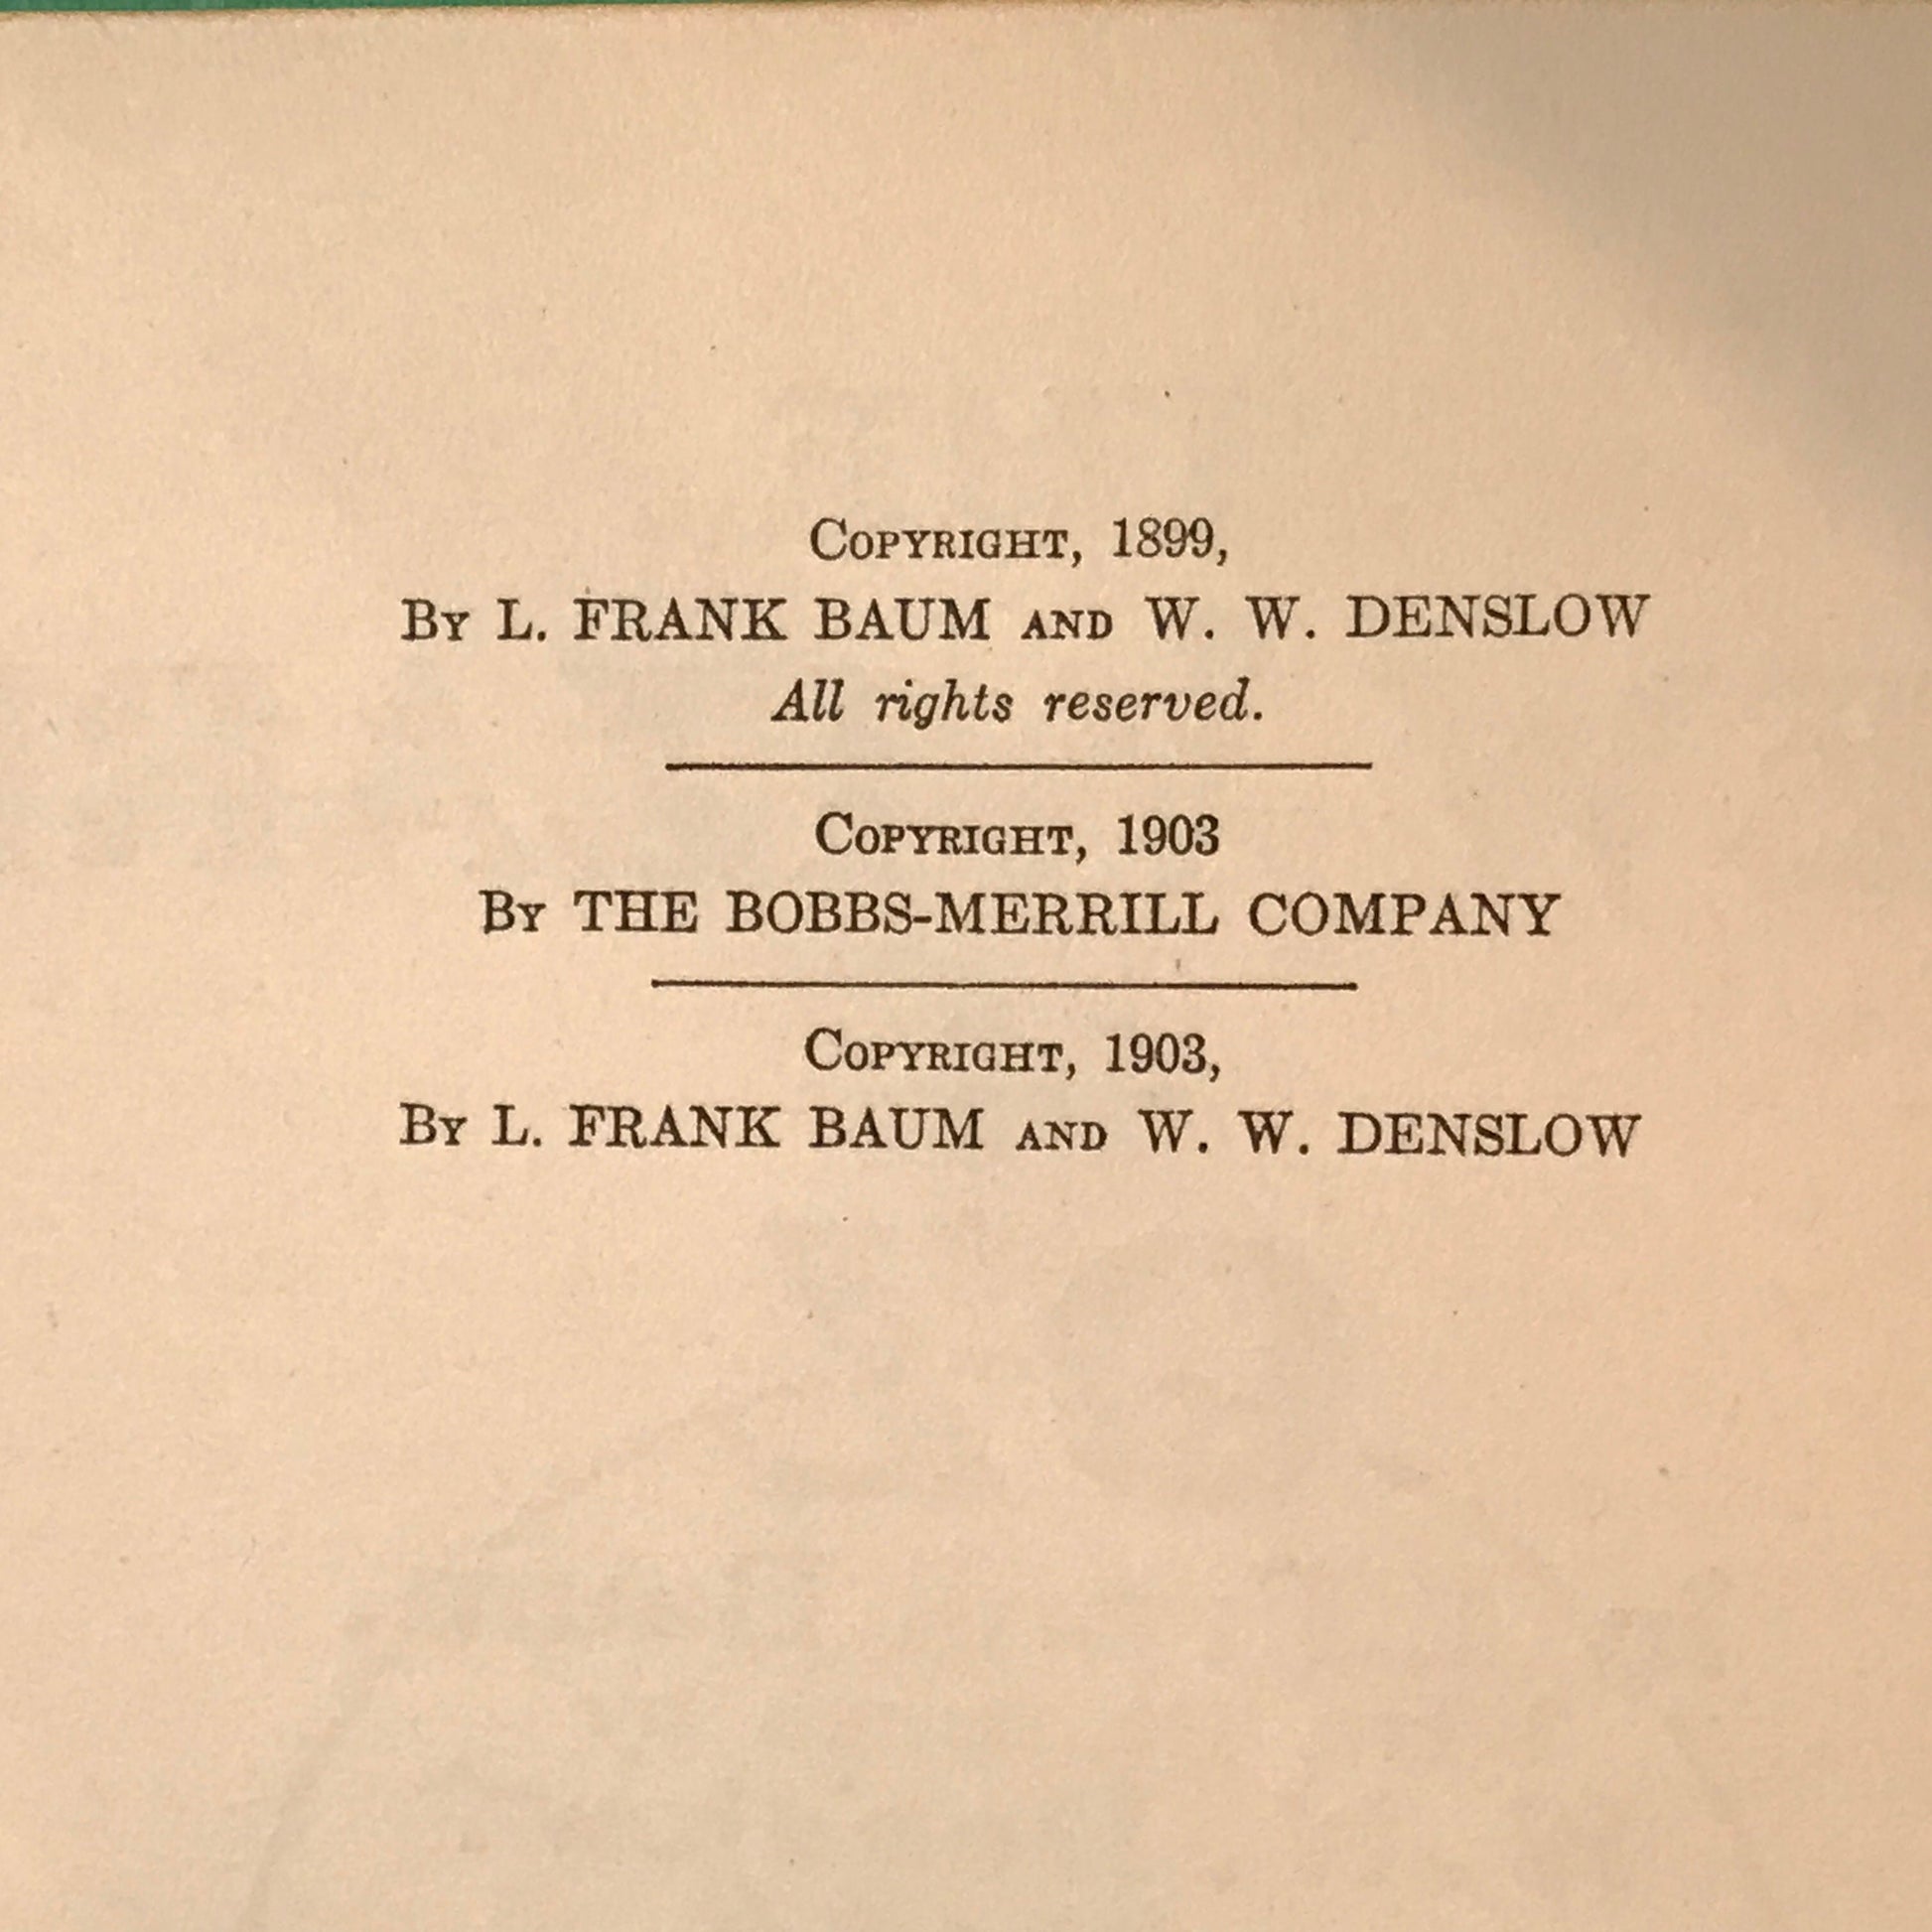 Copyright, 1899,
By L. FRANK BAUM AND W. W. DENSLOW
All rights reserved.
Copyright, 1903
By THE BOBBS-MERRILL COMPANY
Copyright, 1903,
By L. FRANK BAUM AND W. W. DENSLOW